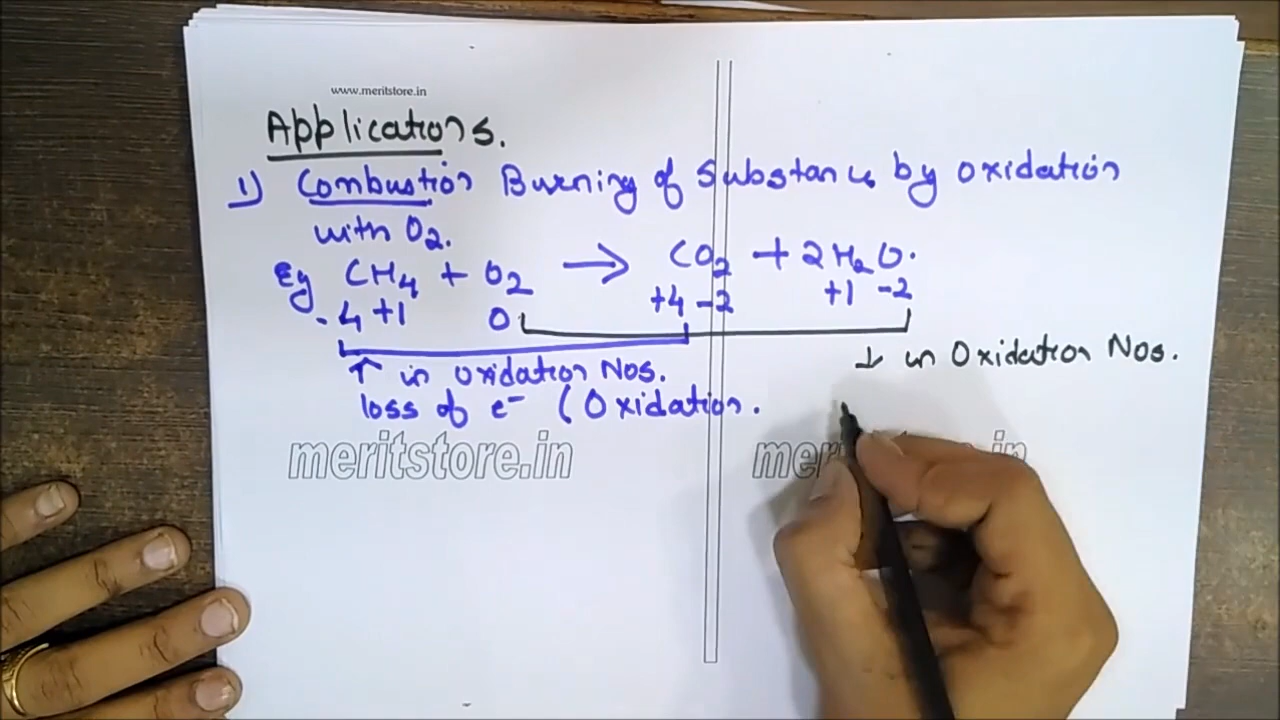 www.meritstore.in
Applications.
1) Combustion Burning of Substance by oxidation
with O2.
Eg CH4 + O2 → CO2 + 2H2O.
-4 +1 0 +4 -2 +1 -2
↑ in oxidation Nos.
↓ in Oxidation Nos.
loss of e- (Oxidation.
meritstore.in